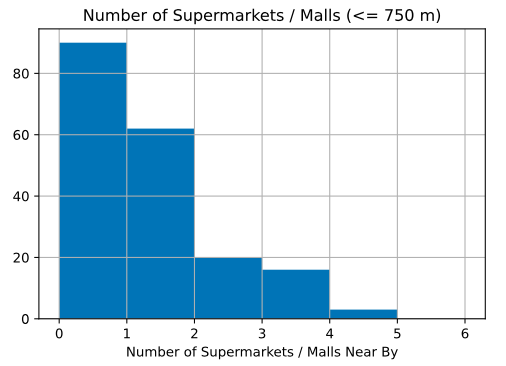 Number of Supermarkets / Malls (<= 750 m)
80
60
40
20
0
0 1 2 3 4 5 6
Number of Supermarkets / Malls Near By